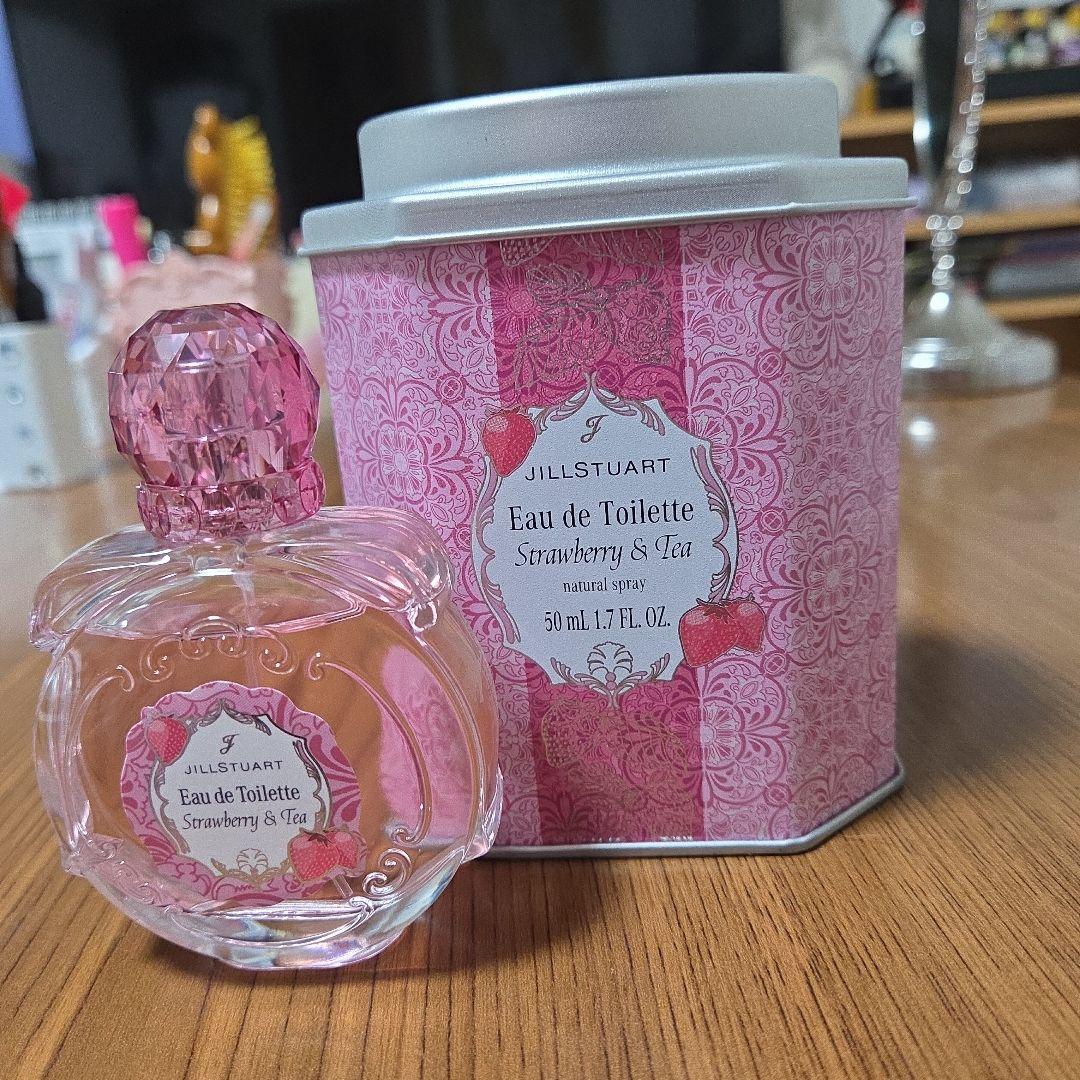 J
JILLSTUART
Eau de Toilette
Strawberry & Tea
natural spray
50 mL 1.7 FL. OZ.
J
JILLSTUART
Eau de Toilette
Strawberry & Tea